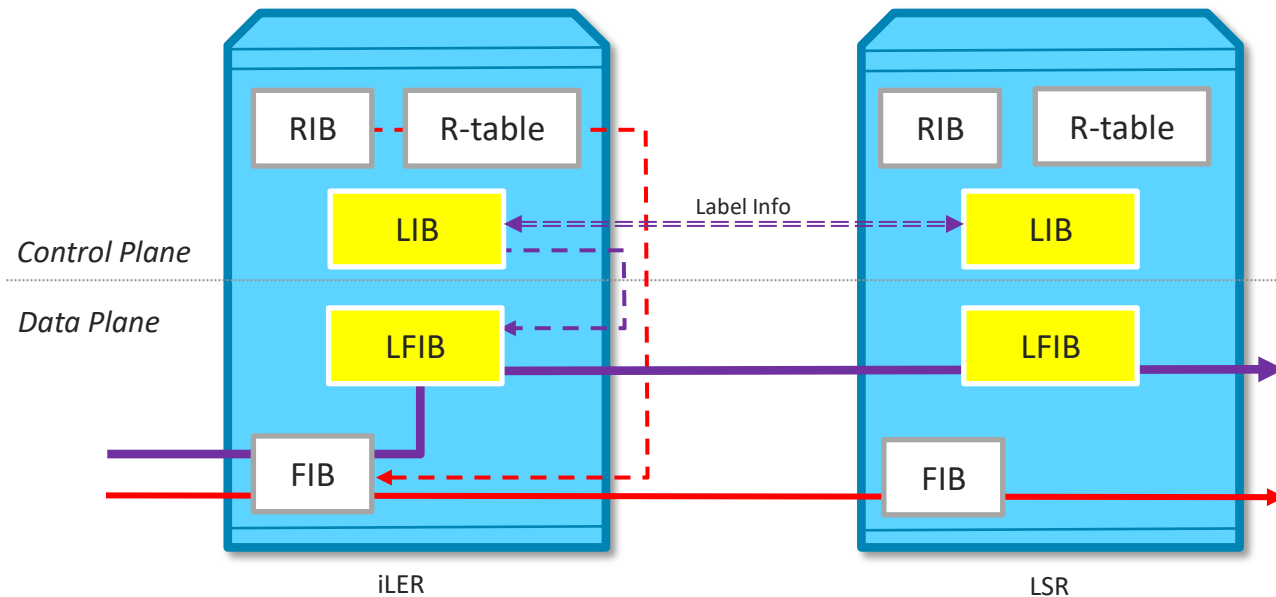 RIB
R-table
RIB
R-table
LIB
Label Info
LIB
Control Plane
Data Plane
LFIB
LFIB
FIB
FIB
iLER
LSR